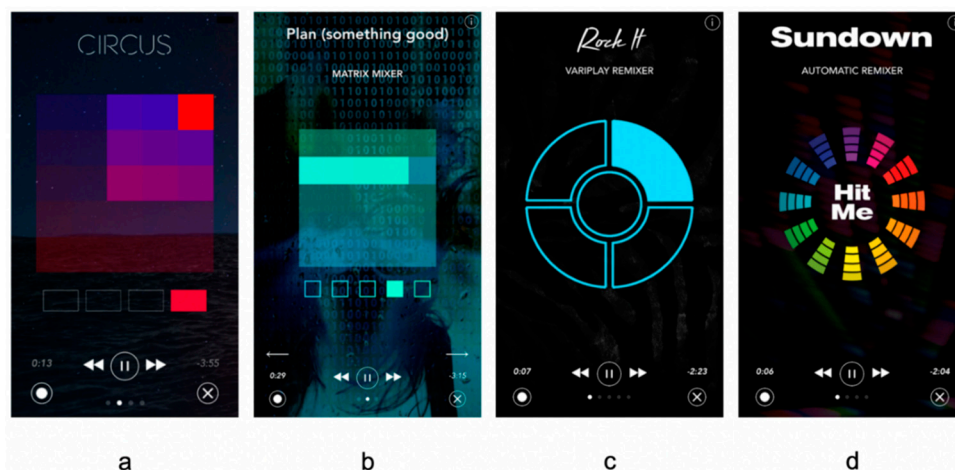 CIRCUS
0:13
-3:55
a
i
Plan (something good)
MATRIX MIXER
0:29
-3:15
b
i
Rock It
VARIPLAY REMIXER
0:07
-2:23
c
i
Sundown
AUTOMATIC REMIXER
Hit
Me
0:06
-2:04
d